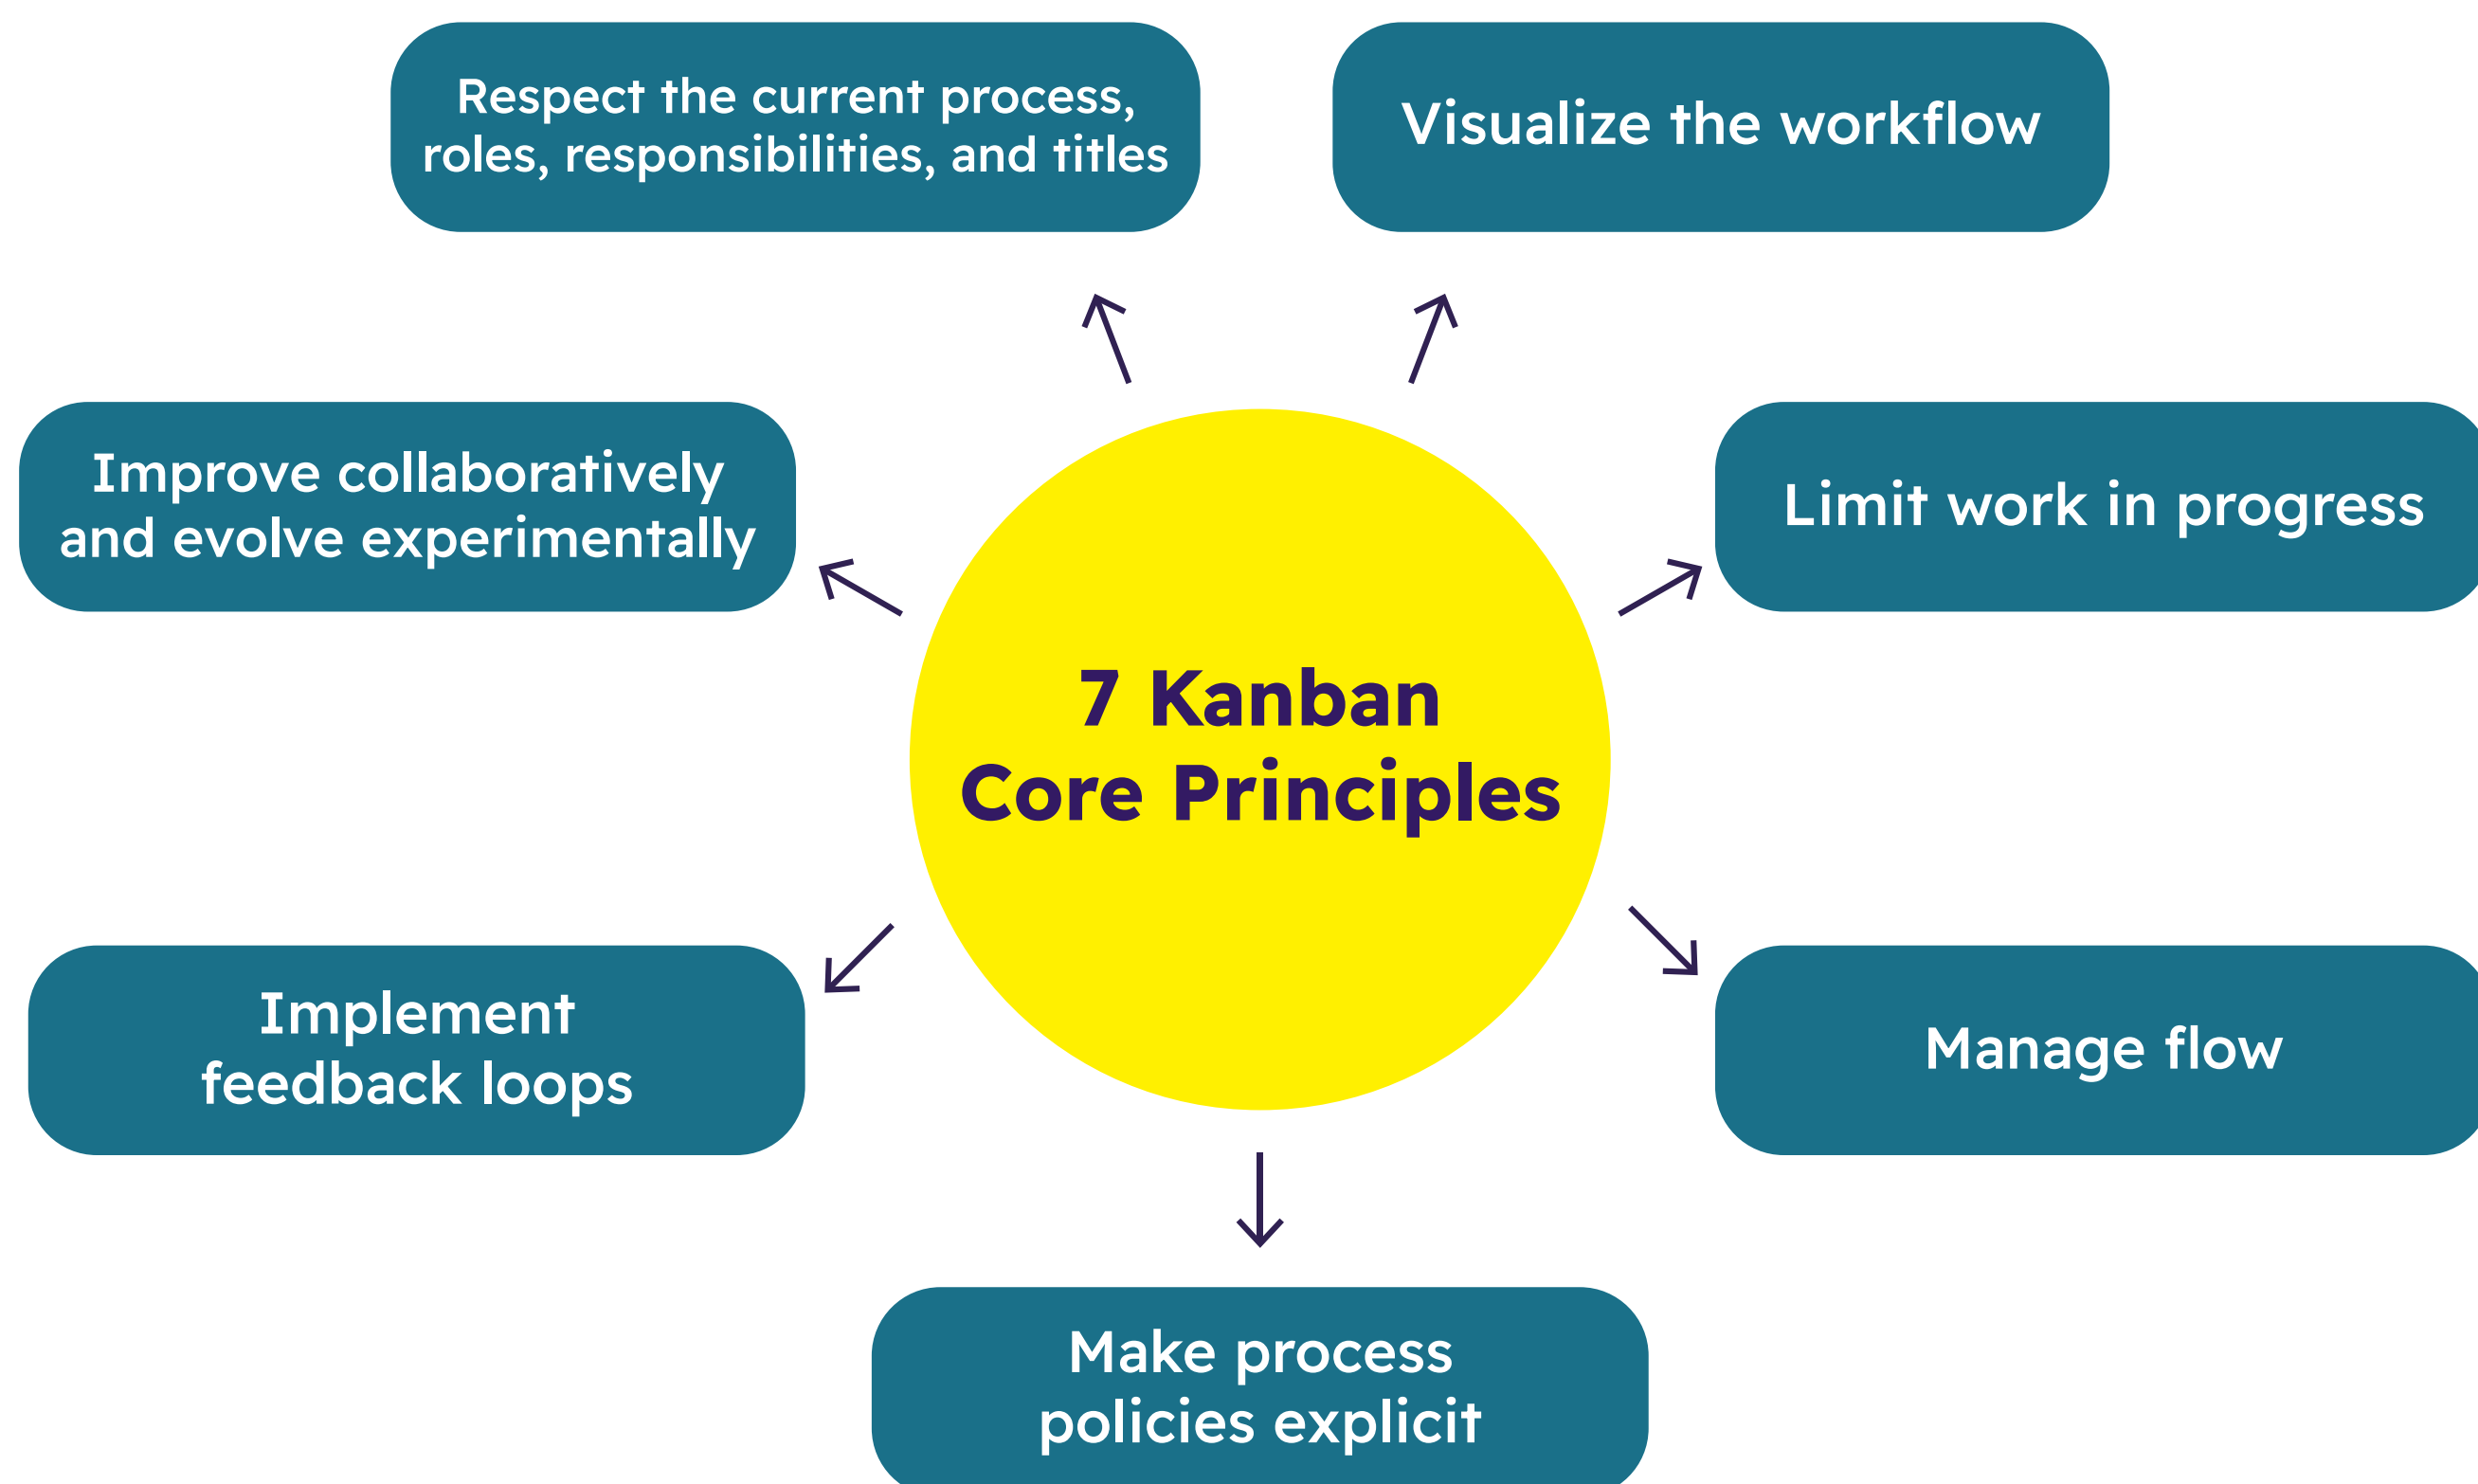 Respect the current process,
roles, responsibilities, and titles
Visualize the workflow
Improve collaboratively
and evolve experimentally
Limit work in progress
7 Kanban
Core Principles
Implement
feedback loops
Manage flow
Make process
policies explicit